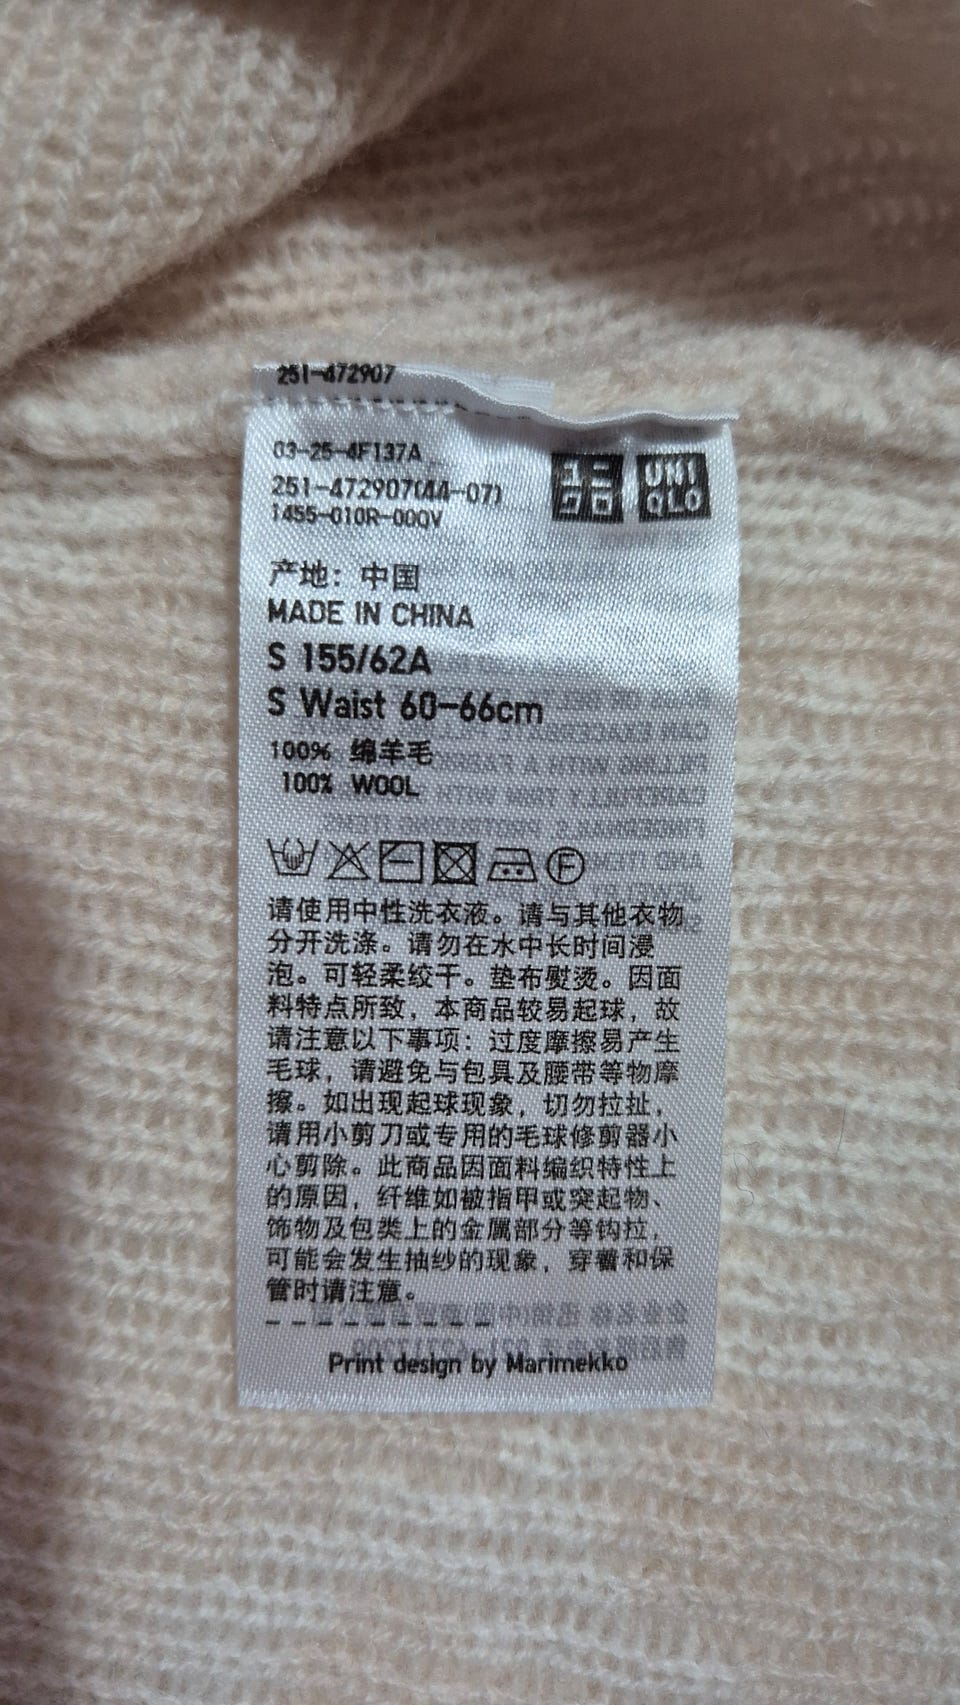 251-472907
03-25-4F137A
251-472907(44-07)
1455-010R-00QV
ユニ
クロ
UNI
QLO
产地：中国
MADE IN CHINA
S 155/62A
S Waist 60-66cm
100% 绵羊毛
100% WOOL
F
请使用中性洗衣液。请与其他衣物
分开洗涤。请勿在水中长时间浸
泡。可轻柔绞干。垫布熨烫。因面
料特点所致，本商品较易起球，故
请注意以下事项：过度摩擦易产生
毛球，请避免与包具及腰带等物摩
擦。如出现起球现象，切勿拉扯，
请用小剪刀或专用的毛球修剪器小
心剪除。此商品因面料编织特性上
的原因，纤维如被指甲或突起物、
饰物及包类上的金属部分等钩拉，
可能会发生抽纱的现象，穿著和保
管时请注意。
Print design by Marimekko